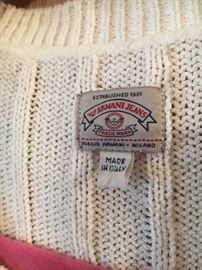 ESTABLISHED 1981
ARMANI JEANS
TRADE MARK
GIORGIO ARMANI • MILANO
MADE
IN ITALY